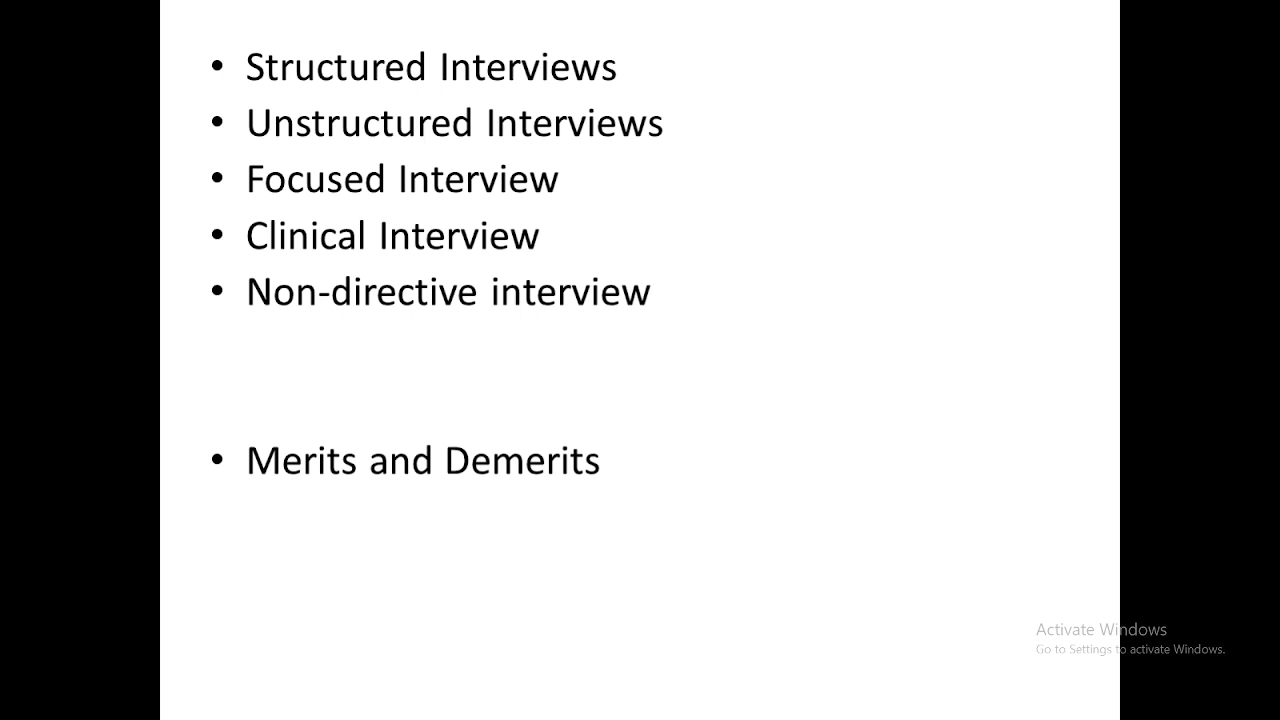 • Structured Interviews
• Unstructured Interviews
• Focused Interview
• Clinical Interview
• Non-directive interview
• Merits and Demerits
Activate Windows
Go to Settings to activate Windows.